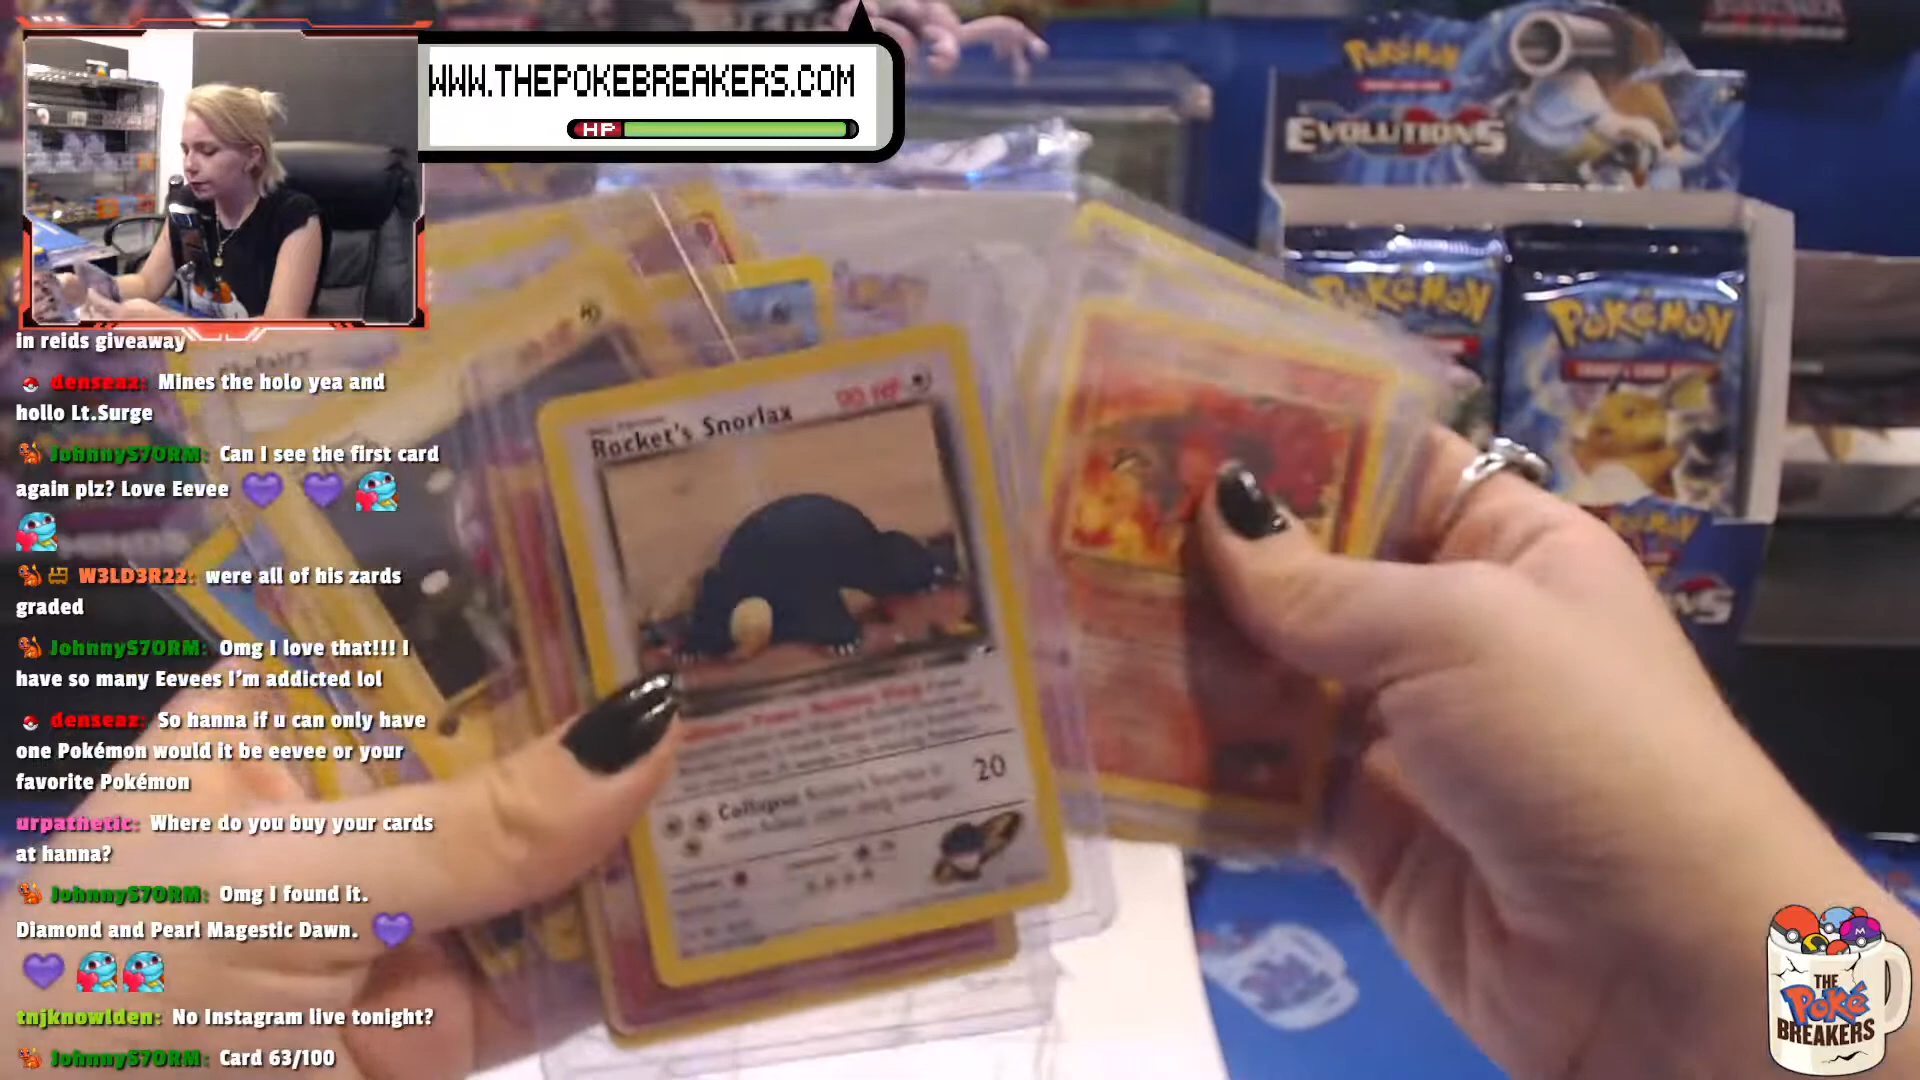 WWW.THEPOKEBREAKERS.COM
HP
in reids giveaway
denseaz: Mines the holo yea and
hollo Lt.Surge
JohnnyS7ORM: Can I see the first card
again plz? Love Eevee
W3LD3R22: were all of his zards
graded
JohnnyS7ORM: Omg I love that!!! I
have so many Eevees I'm addicted lol
denseaz: So hanna if u can only have
one Pokémon would it be eevee or your
favorite Pokémon
urpathetic: Where do you buy your cards
at hanna?
JohnnyS7ORM: Omg I found it.
Diamond and Pearl Magestic Dawn.
tnjknowlden: No Instagram live tonight?
JohnnyS7ORM: Card 63/100
Rocket's Snorlax
90 HP
Collapse
20
POKéMON
EVOLUTIONS
POKéMON
POKéMON
THE
Poké
BREAKERS